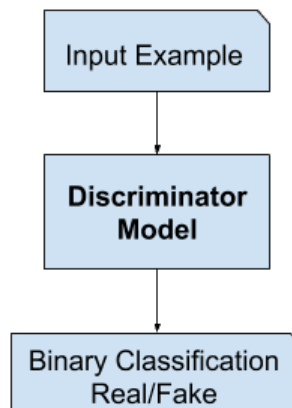 Input Example
Discriminator
Model
Binary Classification
Real/Fake